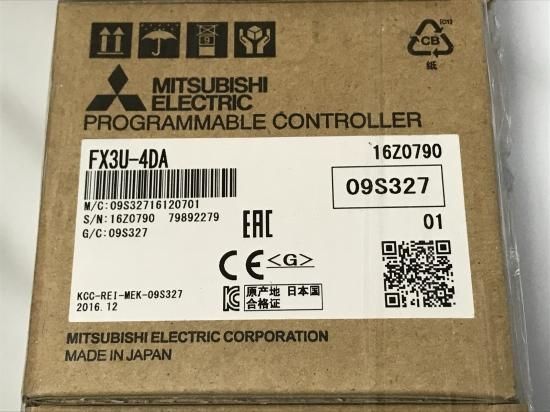 CB
纸
MITSUBISHI
ELECTRIC
PROGRAMMABLE CONTROLLER
FX3U-4DA
16Z0790
M/C:09S32716120701
09S327
S/N:16Z0790 79892279
G/C:09S327
EAC
01
CE <G>
KCC-REI-MEK-09S327
2016.12
原产地 日本国
合格证
MITSUBISHI ELECTRIC CORPORATION
MADE IN JAPAN